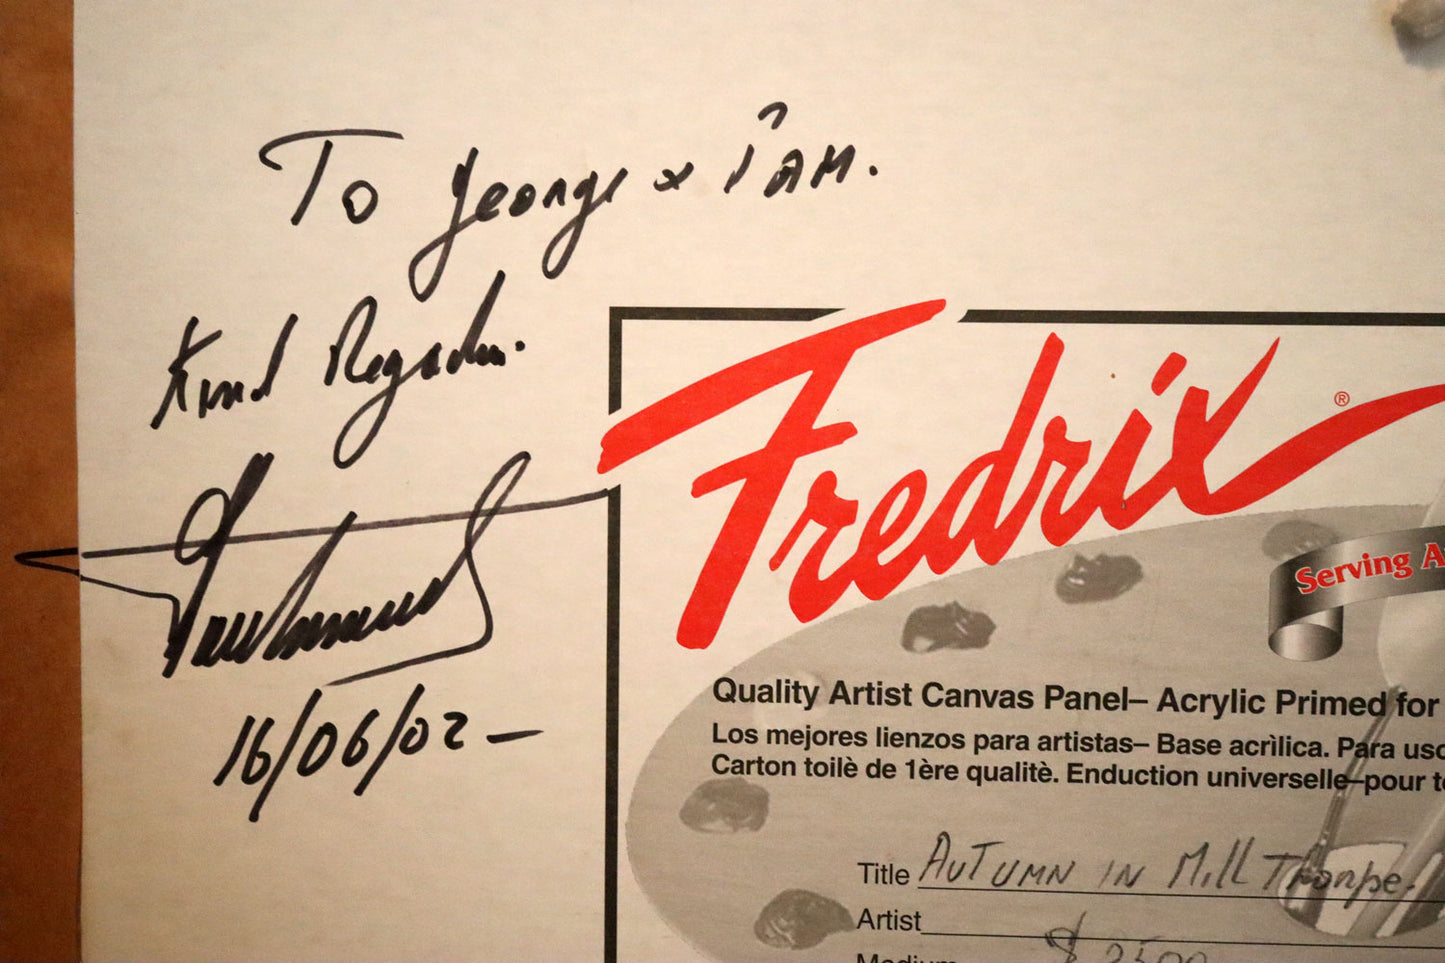 To George & Pam.
Kind Regards.
16/06/02 -
Fredrix ®
Serving A
Quality Artist Canvas Panel– Acrylic Primed for
Los mejores lienzos para artistas– Base acrìlica. Para uso
Carton toilè de 1ère qualitè. Enduction universelle–pour t
Title AUTUMN IN Mill Thorpe.
Artist
$ 2500
Medium